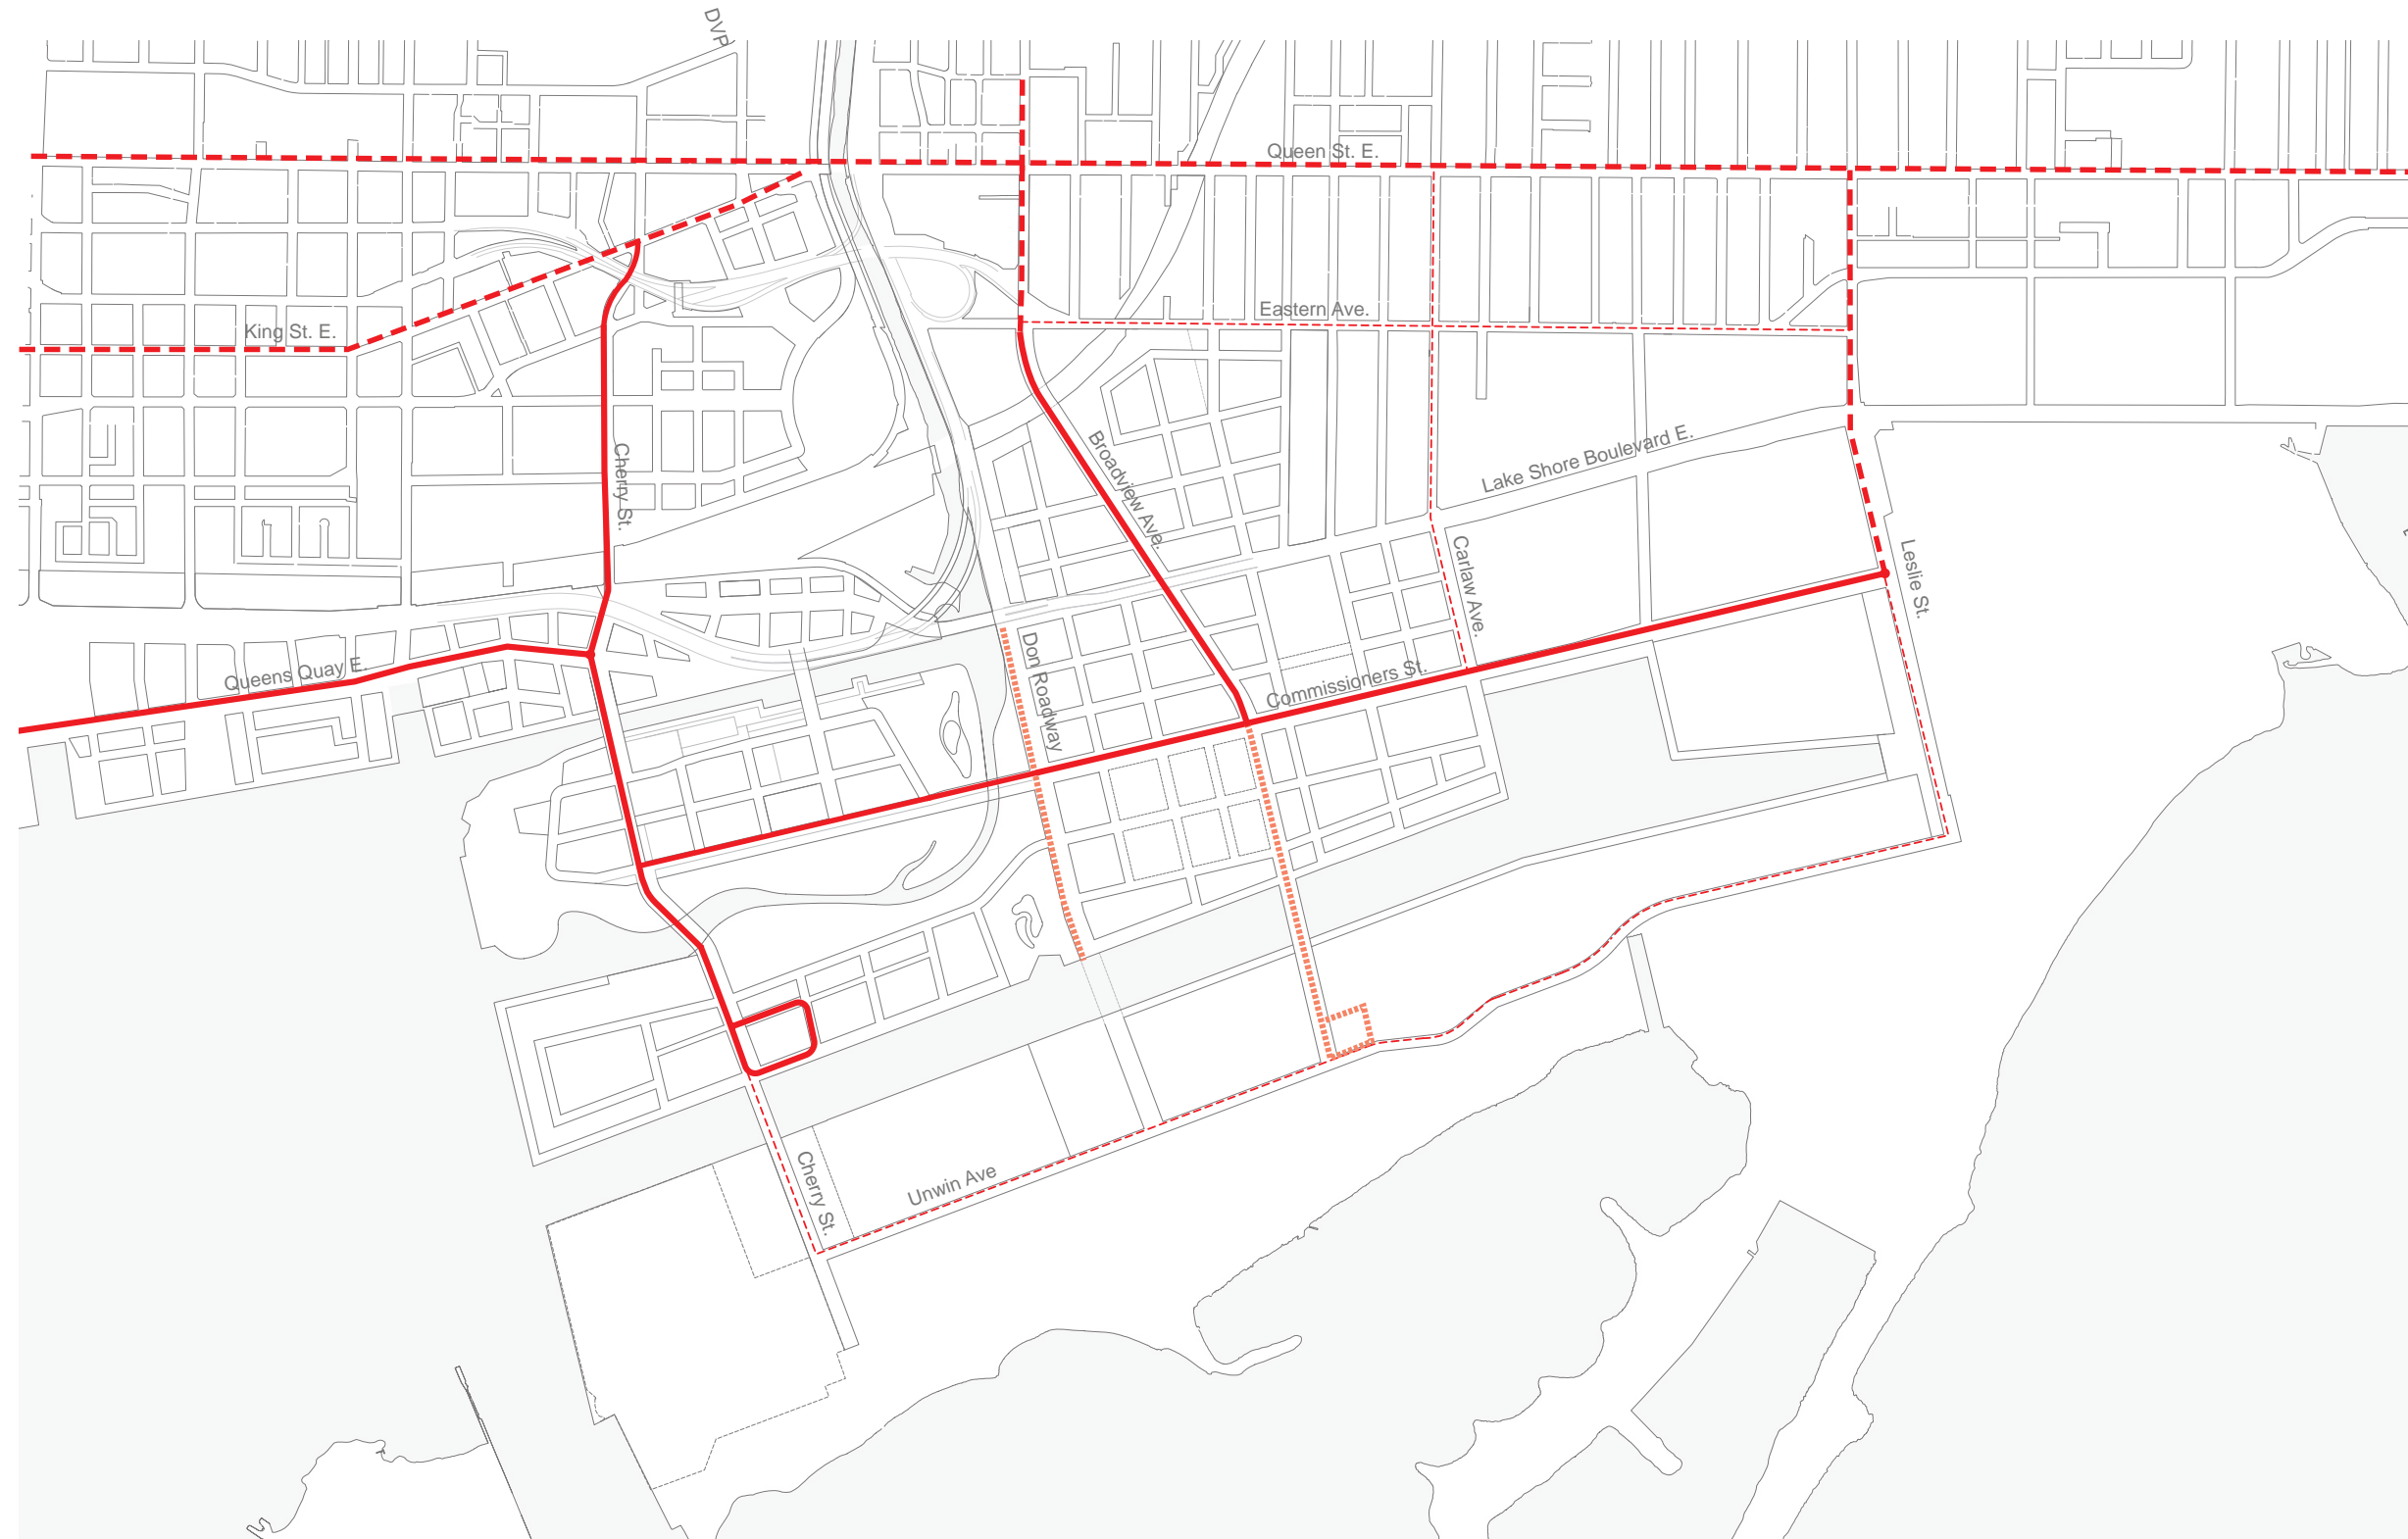 DVP
Queen St. E.
Eastern Ave.
King St. E.
Cherry St.
Broadview Ave.
Lake Shore Boulevard E.
Carlaw Ave.
Leslie St.
Queens Quay E.
Don Roadway
Commissioners St.
Cherry St.
Unwin Ave